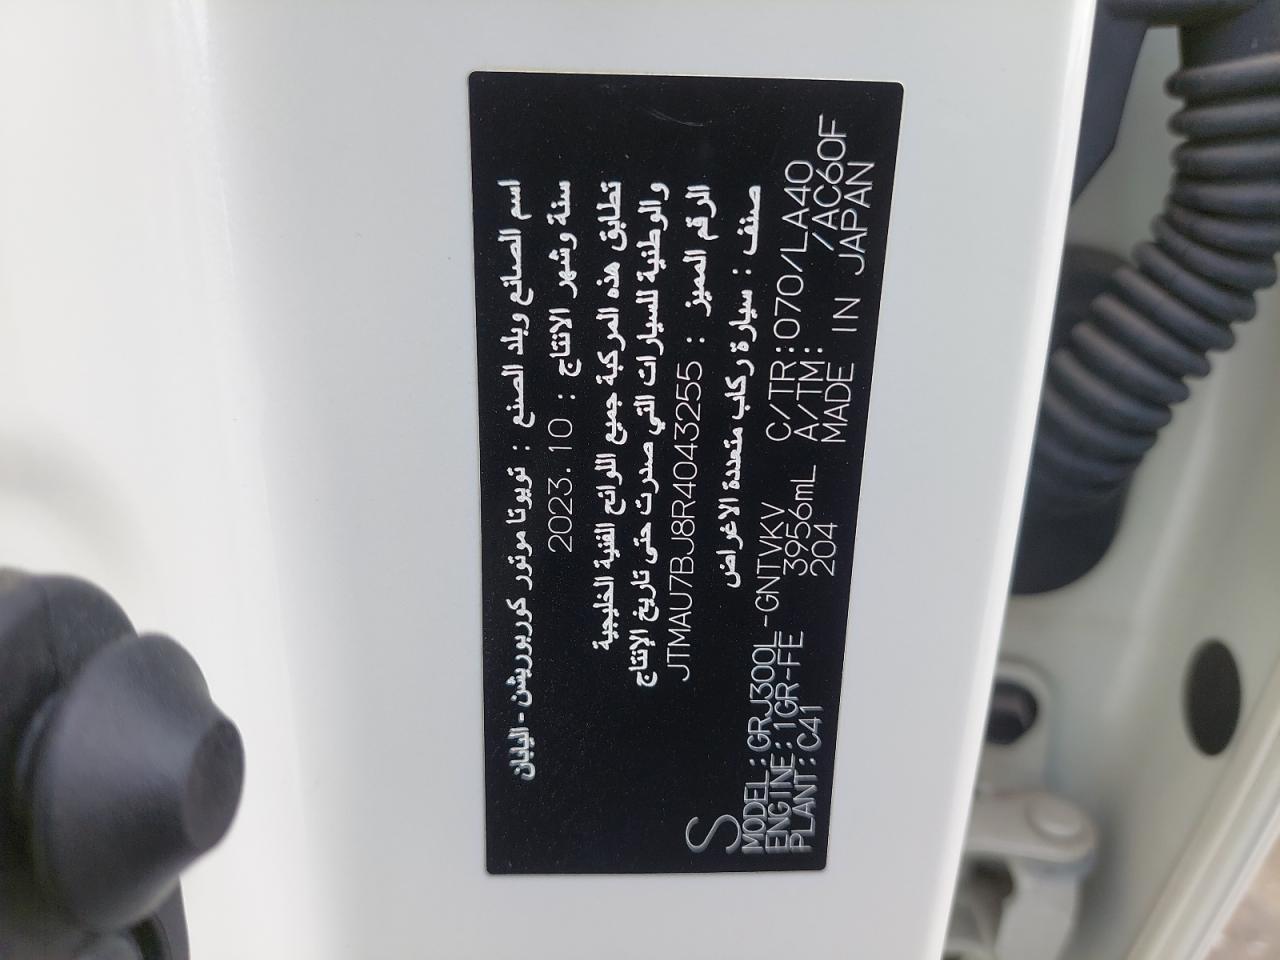 اسم الصانع وبلد الصنع : تويوتا موتور كوربوريشن - اليابان
سنة وشهر الانتاج : 2023.10
تطابق هذه المركبة جميع اللوائح الفنية الخليجية
والوطنية للسيارات التي صدرت حتى تاريخ الإنتاج
الرقم المميز : JTMAU7BJ8R4043255
صنف : سيارة ركاب متعددة الاغراض
S
MODEL:GRJ300L-GNTVKV C/TR:070/LA40
ENGINE:1GR-FE 3956mL A/TM: /AC60F
PLANT:C41 204 MADE IN JAPAN